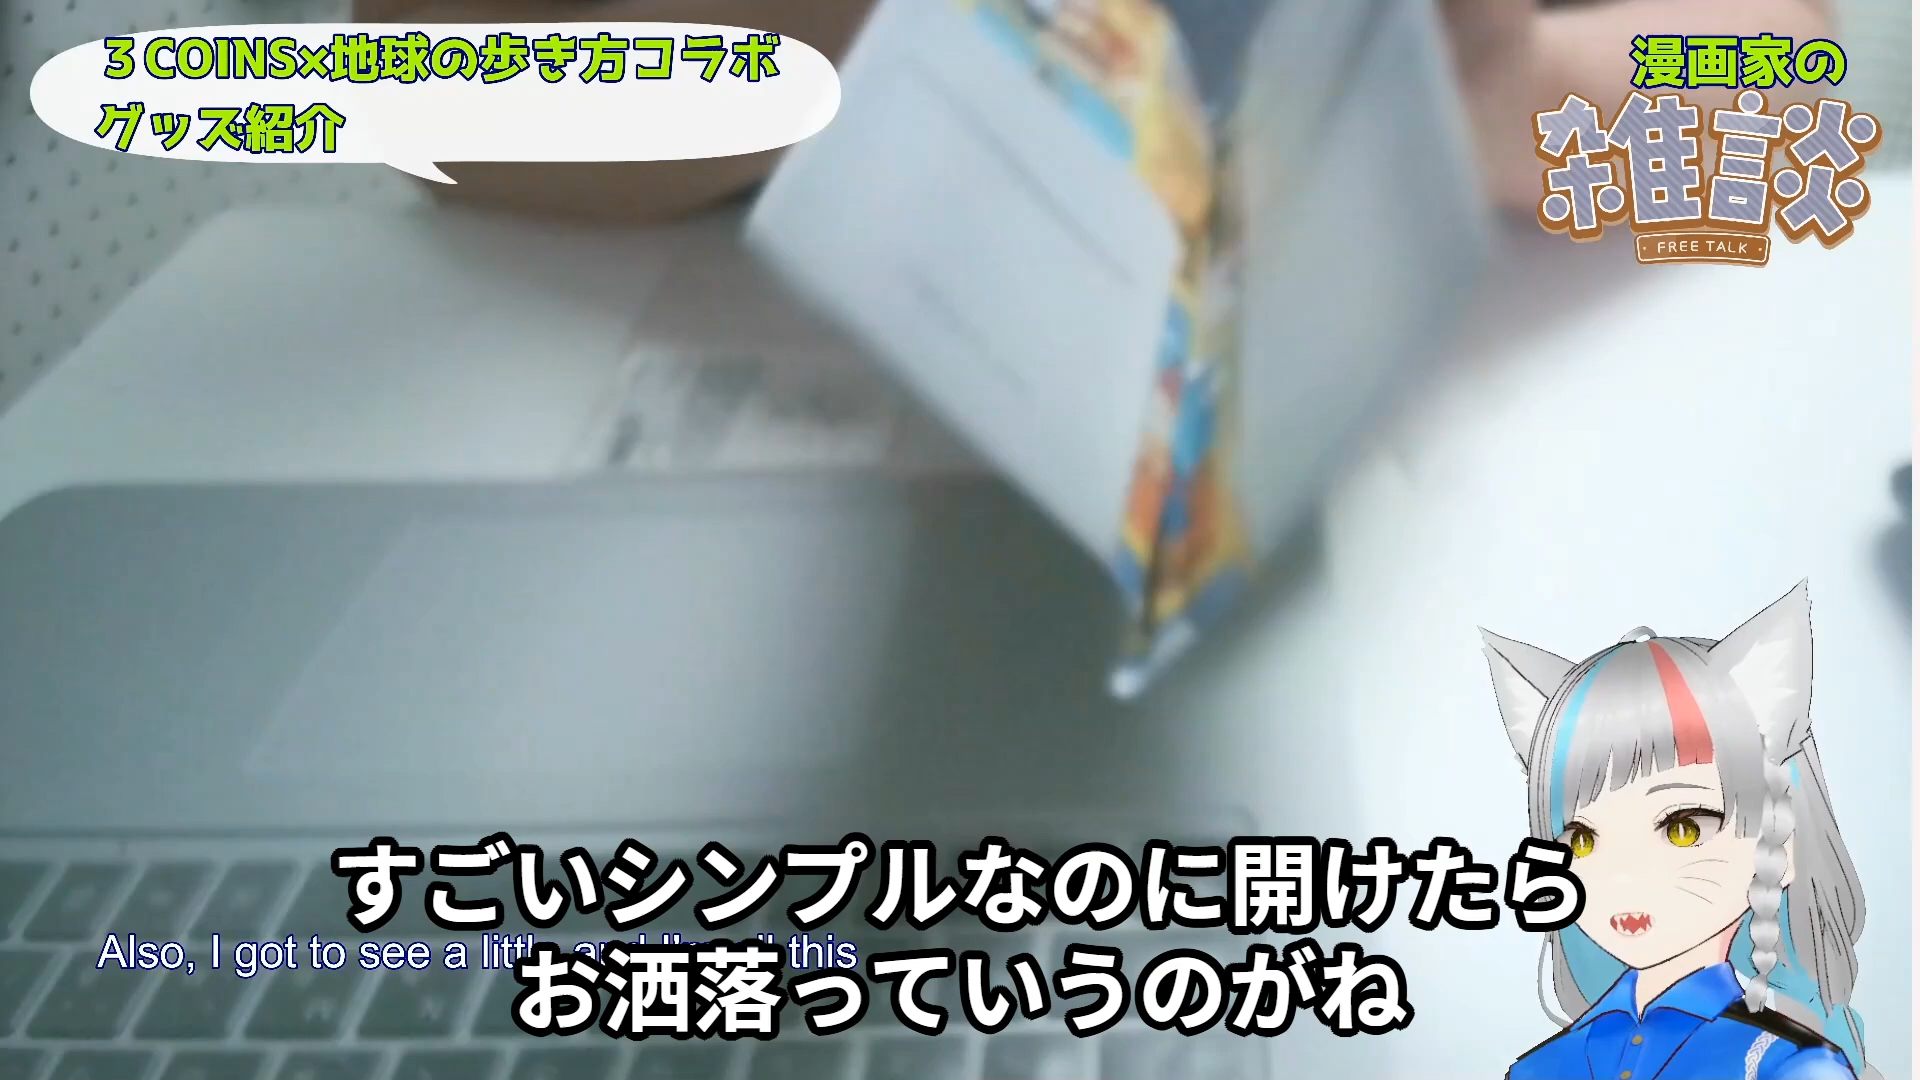 ３COINS×地球の歩き方コラボ
グッズ紹介
漫画家の
雑談
FREE TALK
すごいシンプルなのに開けたら
Also, I got to see a little this
お洒落っていうのがね